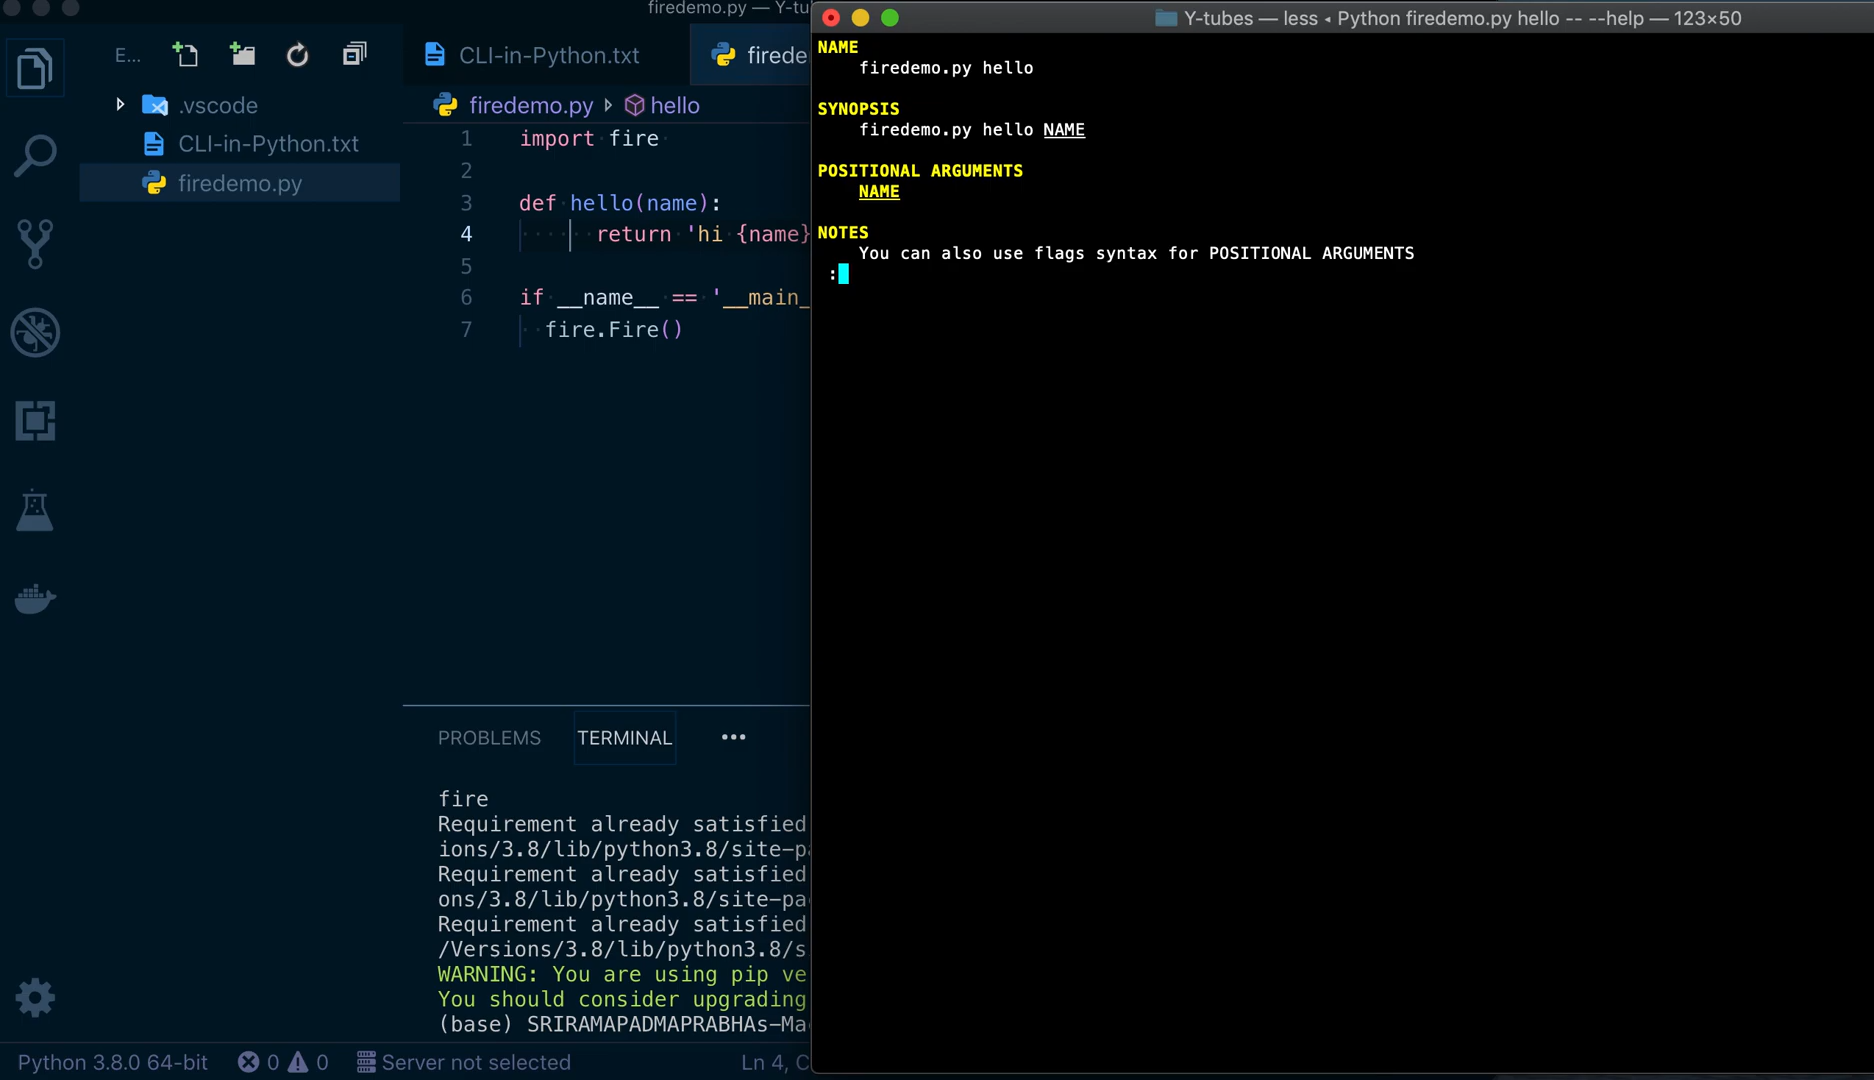 firedemo.py — Y-tu
E...
CLI-in-Python.txt
firede
.vscode
CLI-in-Python.txt
firedemo.py
firedemo.py hello
1 import fire
2
3 def hello(name):
4 return 'hi {name}
5
6 if __name__ == '__main_
7 fire.Fire()
PROBLEMS TERMINAL
fire
Requirement already satisfied
ions/3.8/lib/python3.8/site-pa
Requirement already satisfied
ons/3.8/lib/python3.8/site-pa
Requirement already satisfied
/Versions/3.8/lib/python3.8/s
WARNING: You are using pip ve
You should consider upgrading
(base) SRIRAMAPADMAPRABHAs-Ma
Python 3.8.0 64-bit 0 0 Server not selected Ln 4, C
Y-tubes — less ◂ Python firedemo.py hello -- --help — 123×50
NAME
firedemo.py hello
SYNOPSIS
firedemo.py hello NAME
POSITIONAL ARGUMENTS
NAME
NOTES
You can also use flags syntax for POSITIONAL ARGUMENTS
: